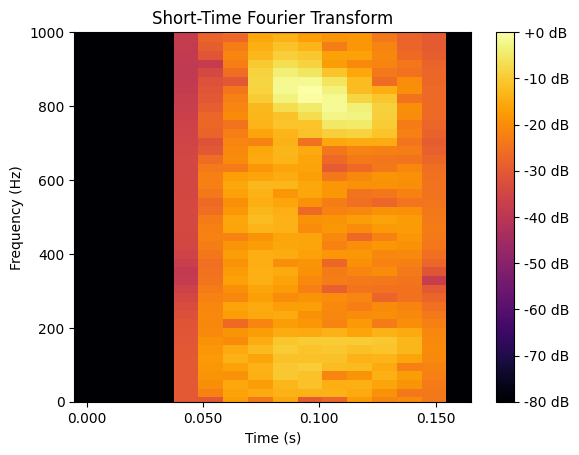 Short-Time Fourier Transform
1000
800
600
400
200
0
Frequency (Hz)
0.000
0.050
0.100
0.150
Time (s)
+0 dB
-10 dB
-20 dB
-30 dB
-40 dB
-50 dB
-60 dB
-70 dB
-80 dB